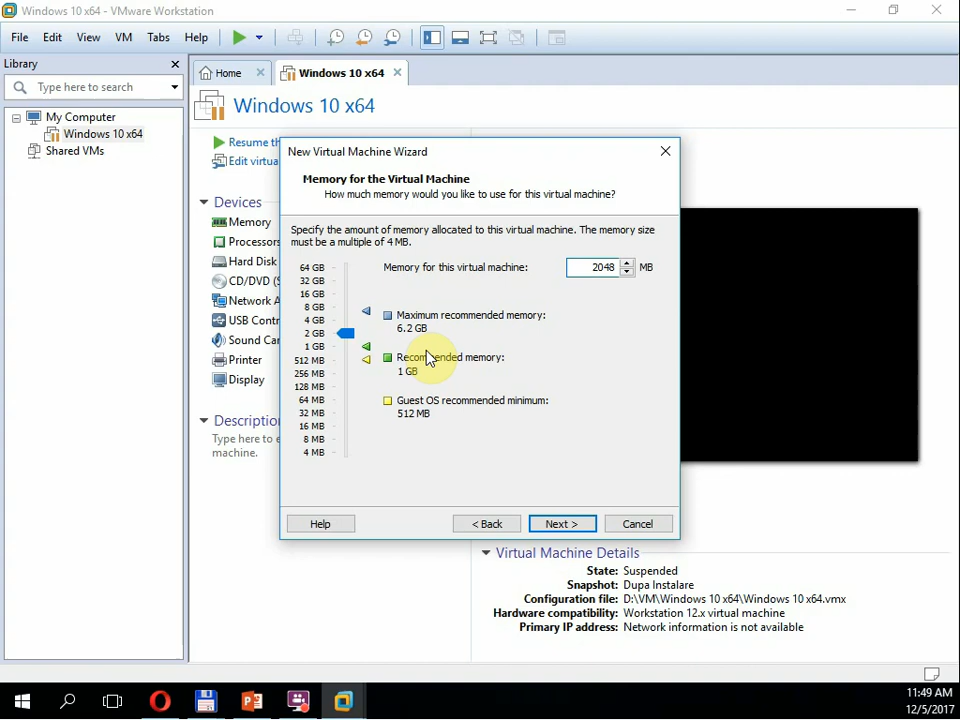 Windows 10 x64 - VMware Workstation
File Edit View VM Tabs Help
Library
Type here to search
My Computer
Windows 10 x64
Shared VMs
Home
Windows 10 x64
Windows 10 x64
Resume th
Edit virtua
Devices
Memory
Processors
Hard Disk
CD/DVD (
Network A
USB Contr
Sound Car
Printer
Display
Description
Type here to e
machine.
New Virtual Machine Wizard
Memory for the Virtual Machine
How much memory would you like to use for this virtual machine?
Specify the amount of memory allocated to this virtual machine. The memory size
must be a multiple of 4 MB.
Memory for this virtual machine: 2048 MB
64 GB
32 GB
16 GB
8 GB
4 GB
2 GB
1 GB
512 MB
256 MB
128 MB
64 MB
32 MB
16 MB
8 MB
4 MB
Maximum recommended memory:
6.2 GB
Recommended memory:
1 GB
Guest OS recommended minimum:
512 MB
Help
< Back
Next >
Cancel
Virtual Machine Details
State: Suspended
Snapshot: Dupa Instalare
Configuration file: D:\VM\Windows 10 x64\Windows 10 x64.vmx
Hardware compatibility: Workstation 12.x virtual machine
Primary IP address: Network information is not available
11:49 AM
12/5/2017